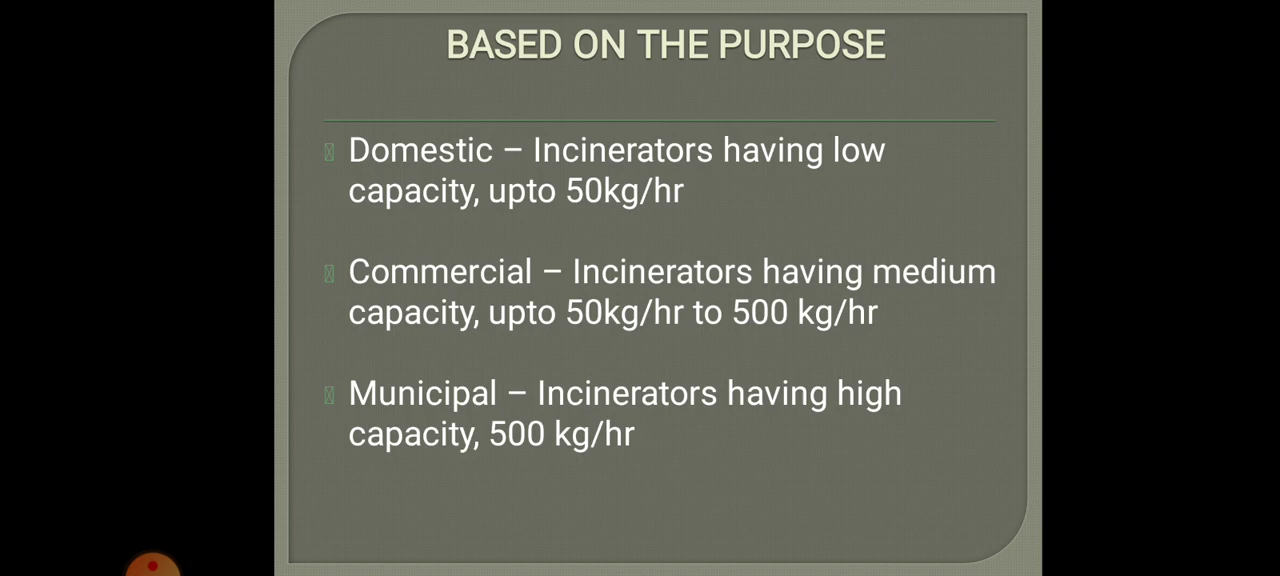 BASED ON THE PURPOSE
Domestic – Incinerators having low
capacity, upto 50kg/hr
Commercial – Incinerators having medium
capacity, upto 50kg/hr to 500 kg/hr
Municipal – Incinerators having high
capacity, 500 kg/hr